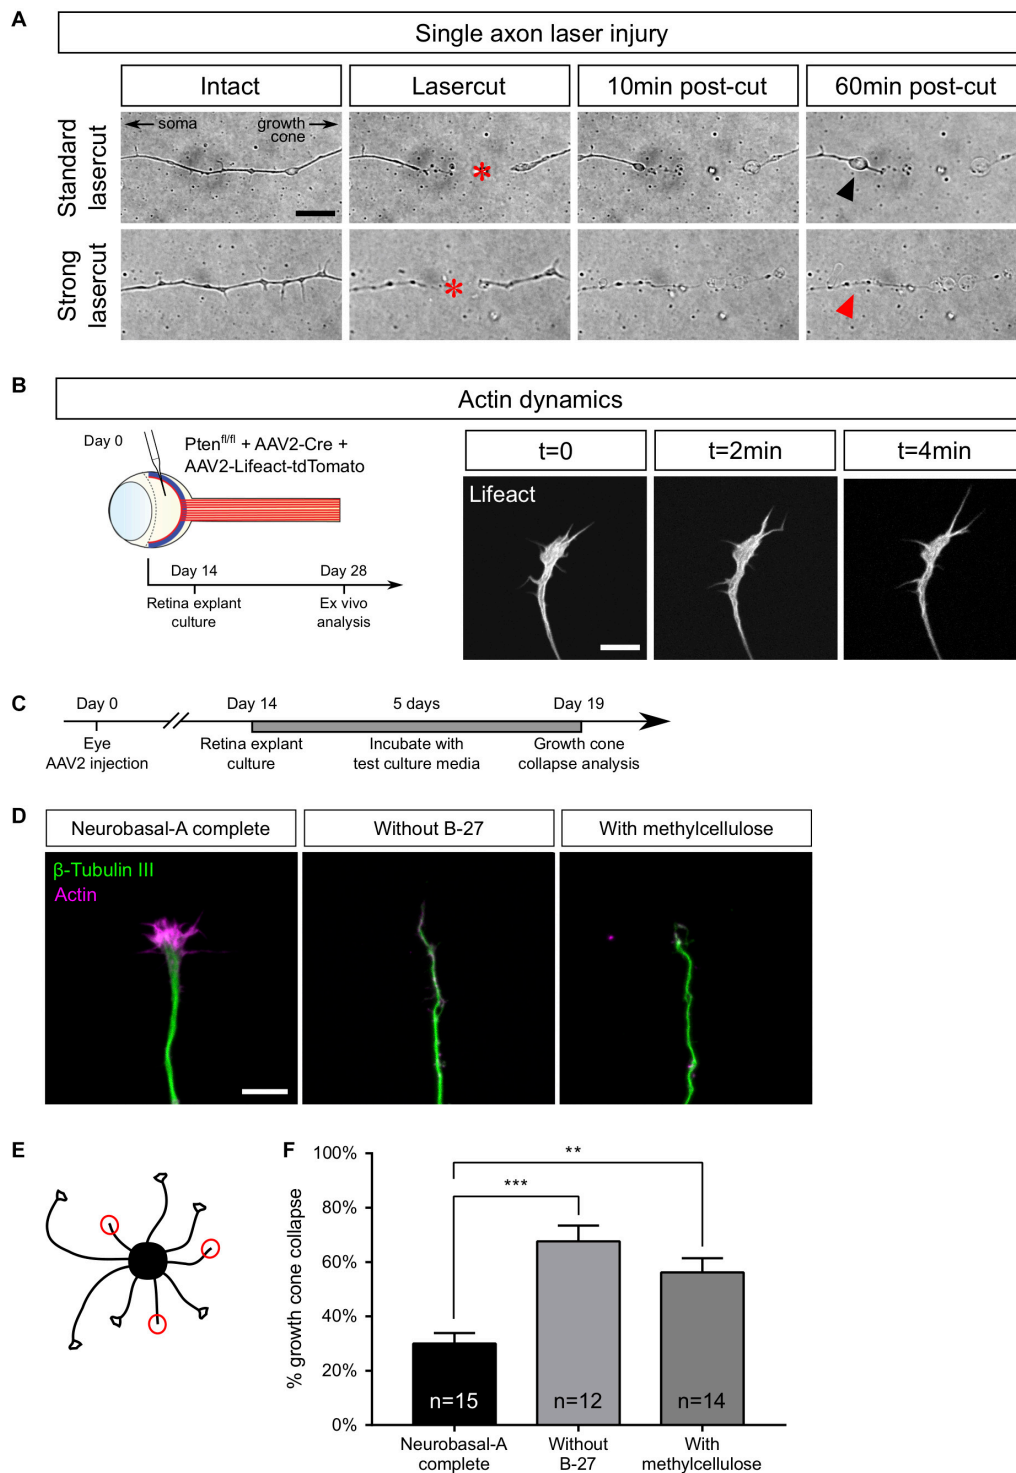 A
Single axon laser injury
Intact
Lasercut
10min post-cut
60min post-cut
Standard
lasercut
soma
growth
cone
Strong
lasercut
B
Actin dynamics
Day 0
Pten^fl/fl + AAV2-Cre +
AAV2-Lifeact-tdTomato
Day 14
Day 28
Retina explant
culture
Ex vivo
analysis
t=0
t=2min
t=4min
Lifeact
C
Day 0
Day 14
5 days
Day 19
Eye
AAV2 injection
Retina explant
culture
Incubate with
test culture media
Growth cone
collapse analysis
D
Neurobasal-A complete
Without B-27
With methylcellulose
β-Tubulin III
Actin
E
F
% growth cone collapse
100%
80%
60%
40%
20%
0%
**
***
n=15
n=12
n=14
Neurobasal-A
complete
Without
B-27
With
methylcellulose